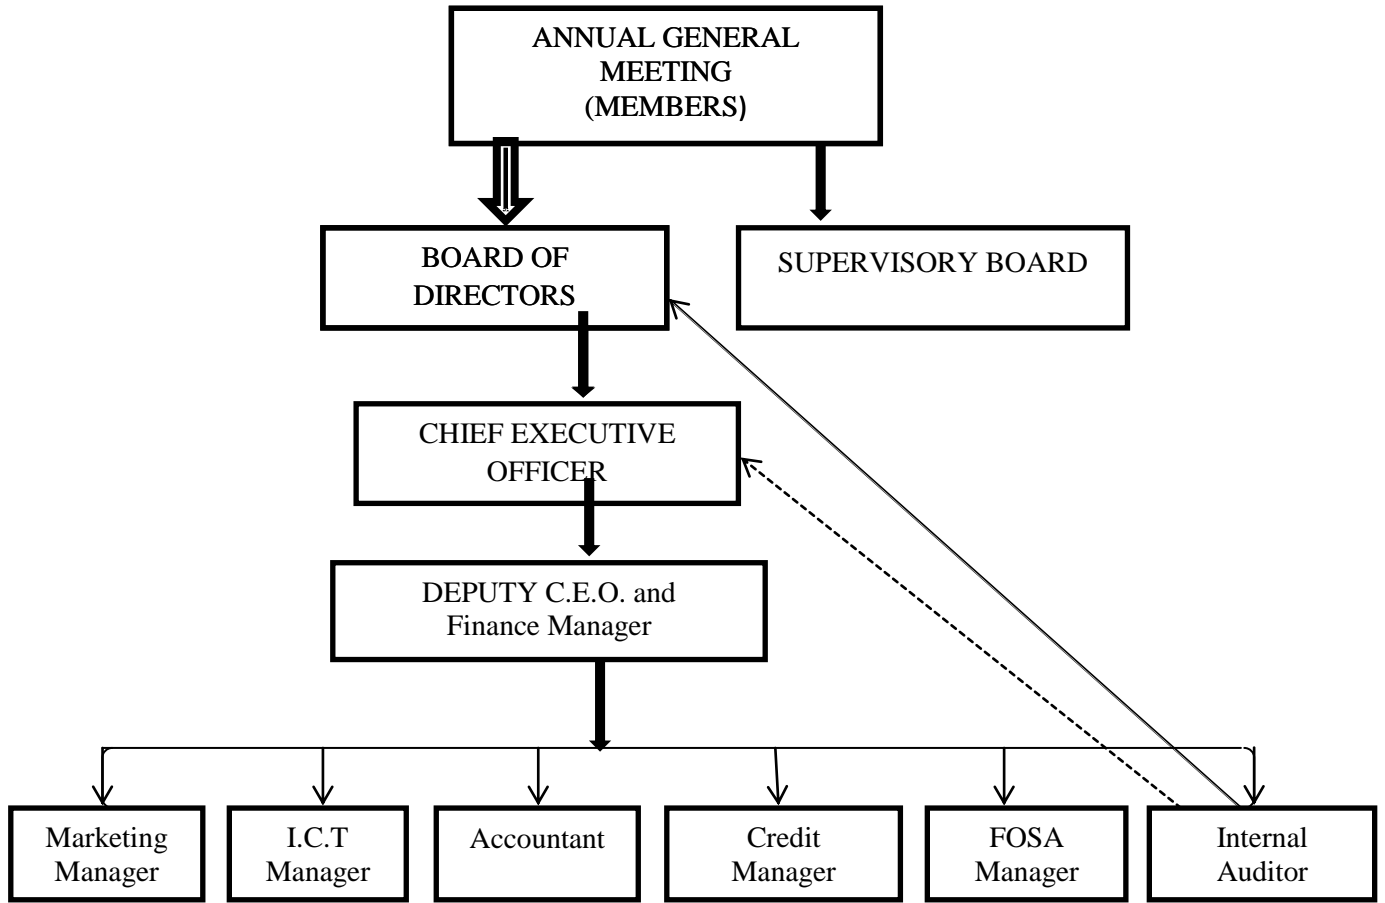 ANNUAL GENERAL
MEETING
(MEMBERS)
BOARD OF
DIRECTORS
SUPERVISORY BOARD
CHIEF EXECUTIVE
OFFICER
DEPUTY C.E.O. and
Finance Manager
Marketing
Manager
I.C.T
Manager
Accountant
Credit
Manager
FOSA
Manager
Internal
Auditor